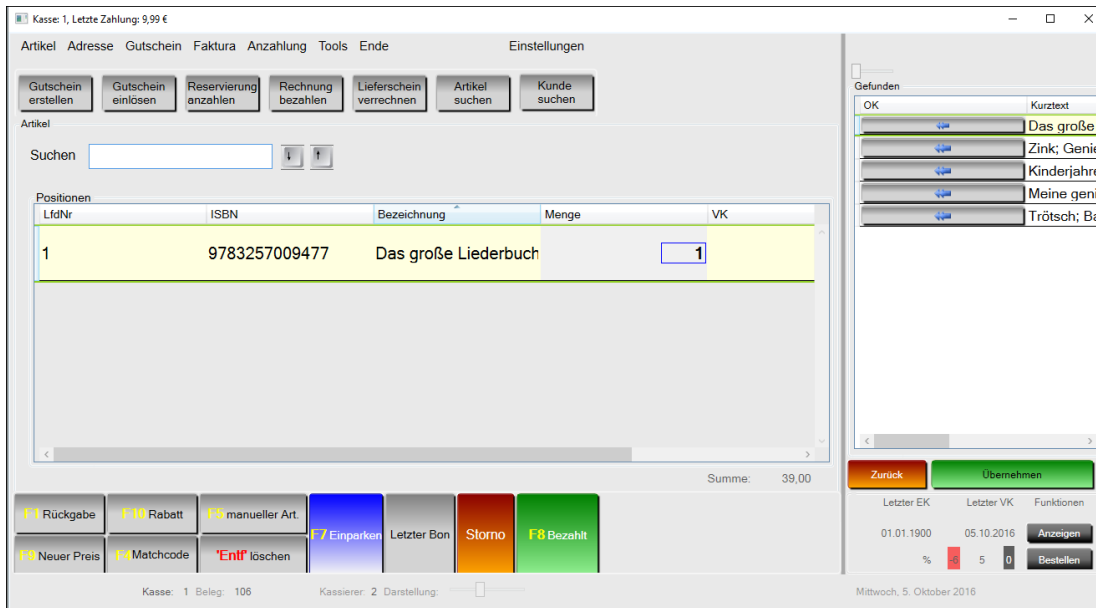 Kasse: 1, Letzte Zahlung: 9,99 €
Artikel Adresse Gutschein Faktura Anzahlung Tools Ende Einstellungen
Gutschein erstellen
Gutschein einlösen
Reservierung anzahlen
Rechnung bezahlen
Lieferschein verrechnen
Artikel suchen
Kunde suchen
Artikel
Suchen
Positionen
LfdNr ISBN Bezeichnung Menge VK
1 9783257009477 Das große Liederbuch 1
Summe: 39,00
F1 Rückgabe
F10 Rabatt
F5 manueller Art.
F9 Neuer Preis
F4 Matchcode
'Entf' löschen
F7 Einparken
Letzter Bon
Storno
F8 Bezahlt
Kasse: 1 Beleg: 106 Kassierer: 2 Darstellung:
Gefunden
OK Kurztext
Das große
Zink; Genie
Kinderjahre
Meine geni
Trötsch; Ba
Zurück Übernehmen
Letzter EK Letzter VK Funktionen
01.01.1900 05.10.2016 Anzeigen
% -6 5 0 Bestellen
Mittwoch, 5. Oktober 2016